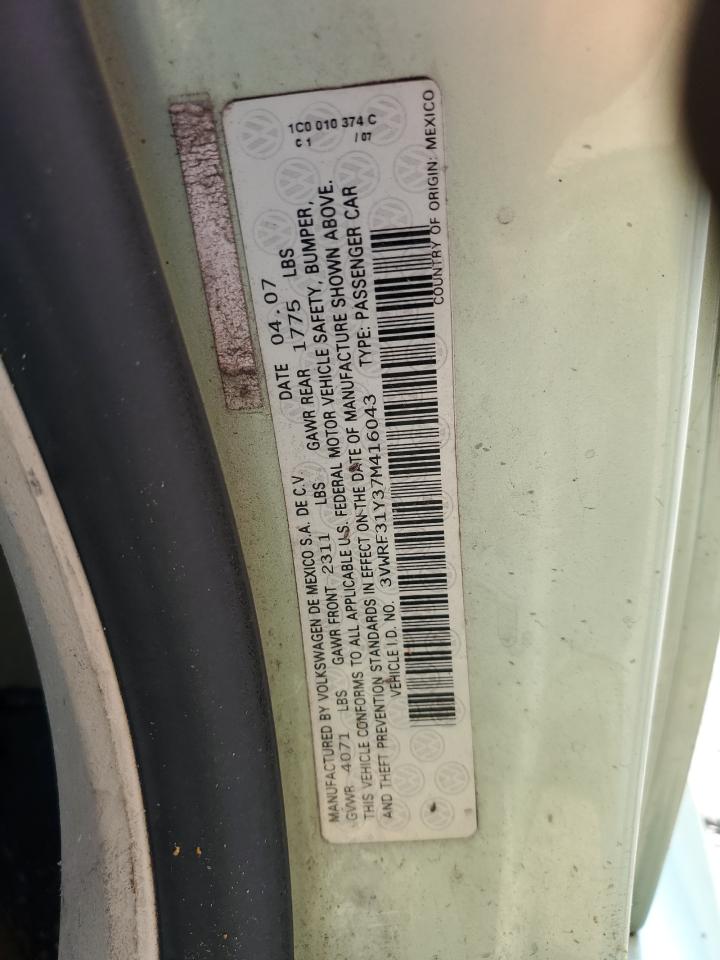 1C0 010 374 C
C 1 / 07
MANUFACTURED BY VOLKSWAGEN DE MEXICO S.A. DE C.V. DATE 04.07
GVWR 4071 LBS GAWR FRONT 2311 LBS GAWR REAR 1775 LBS
THIS VEHICLE CONFORMS TO ALL APPLICABLE U.S. FEDERAL MOTOR VEHICLE SAFETY, BUMPER,
AND THEFT PREVENTION STANDARDS IN EFFECT ON THE DATE OF MANUFACTURE SHOWN ABOVE.
VEHICLE I.D. NO. 3VWRF31Y37M416043 TYPE: PASSENGER CAR
COUNTRY OF ORIGIN: MEXICO